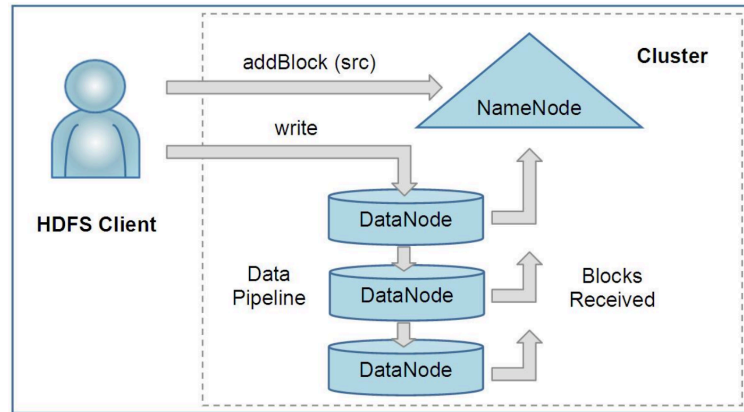 addBlock (src)
Cluster
NameNode
write
HDFS Client
DataNode
Data
Pipeline
DataNode
Blocks
Received
DataNode